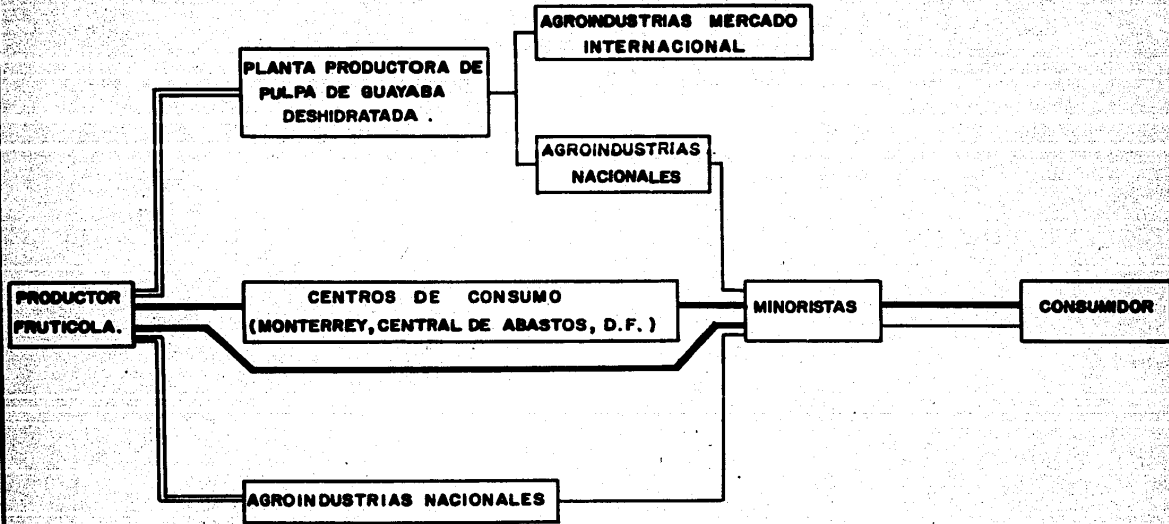 AGROINDUSTRIAS MERCADO
INTERNACIONAL
PLANTA PRODUCTORA DE
PULPA DE GUAYABA
DESHIDRATADA .
AGROINDUSTRIAS
NACIONALES
PRODUCTOR
FRUTICOLA.
CENTROS DE CONSUMO
(MONTERREY, CENTRAL DE ABASTOS, D.F. )
MINORISTAS
CONSUMIDOR
AGROINDUSTRIAS NACIONALES